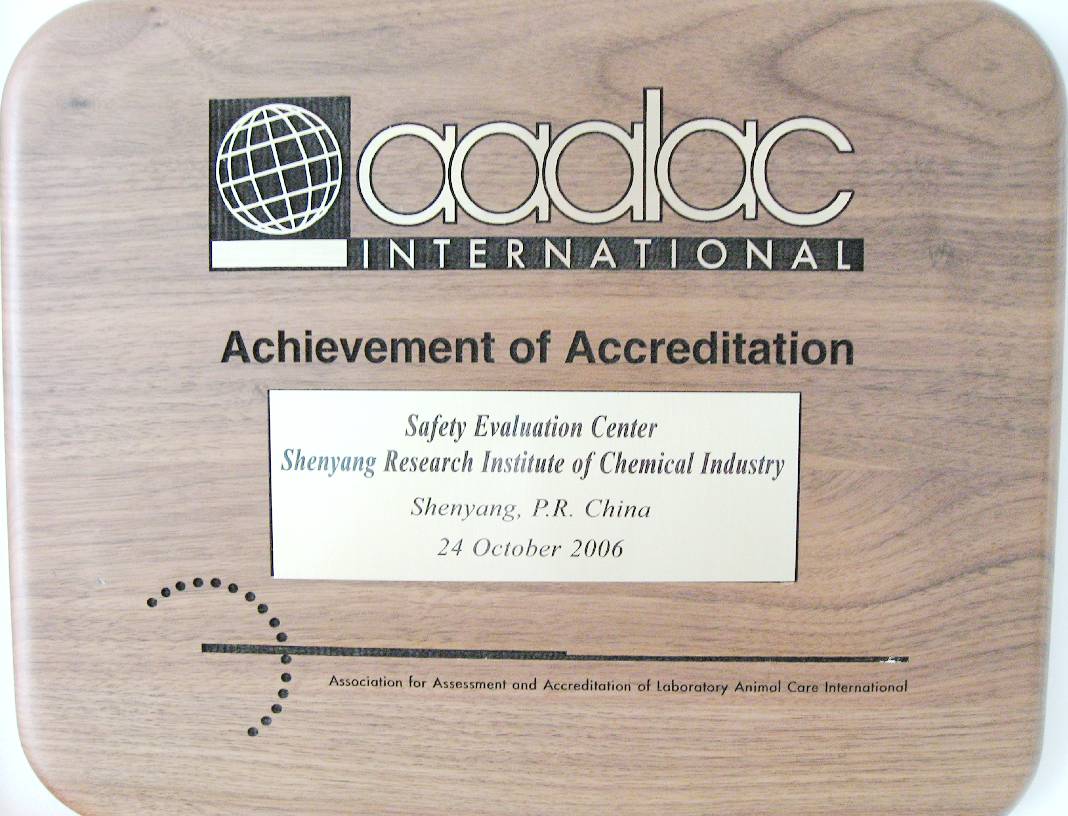 aaalac
INTERNATIONAL
Achievement of Accreditation
Safety Evaluation Center
Shenyang Research Institute of Chemical Industry
Shenyang, P.R. China
24 October 2006
Association for Assessment and Accreditation of Laboratory Animal Care International